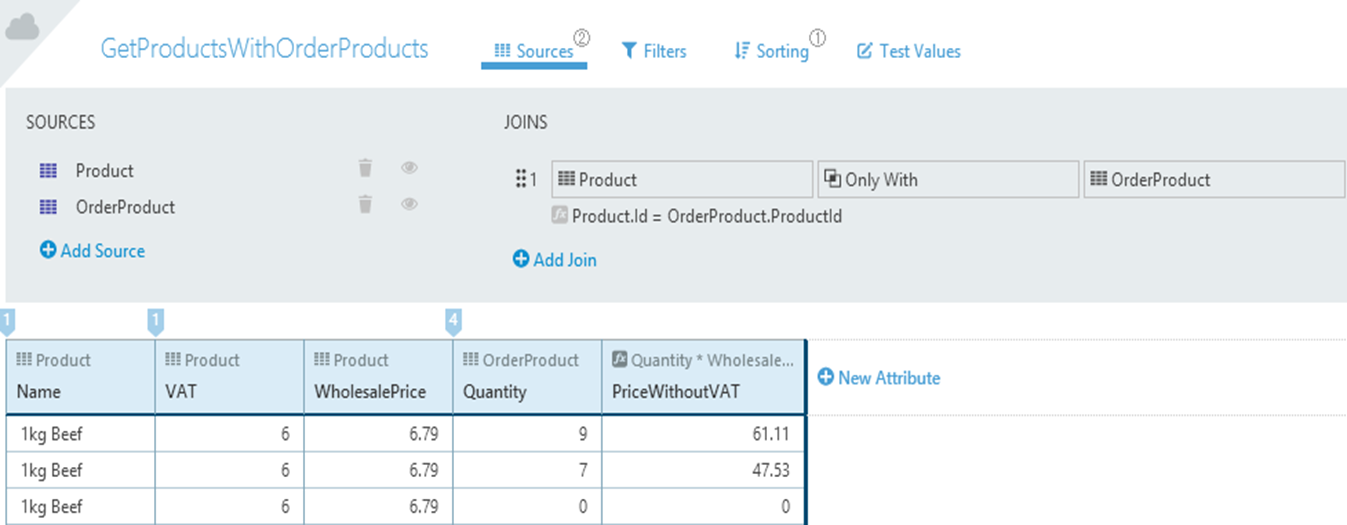 GetProductsWithOrderProducts Sources 2 Filters Sorting 1 Test Values
SOURCES
Product
OrderProduct
Add Source
JOINS
1 Product Only With OrderProduct
fx Product.Id = OrderProduct.ProductId
Add Join
1 1 4
Product Product Product OrderProduct fx Quantity * Wholesale...
Name VAT WholesalePrice Quantity PriceWithoutVAT
New Attribute
1kg Beef 6 6.79 9 61.11
1kg Beef 6 6.79 7 47.53
1kg Beef 6 6.79 0 0